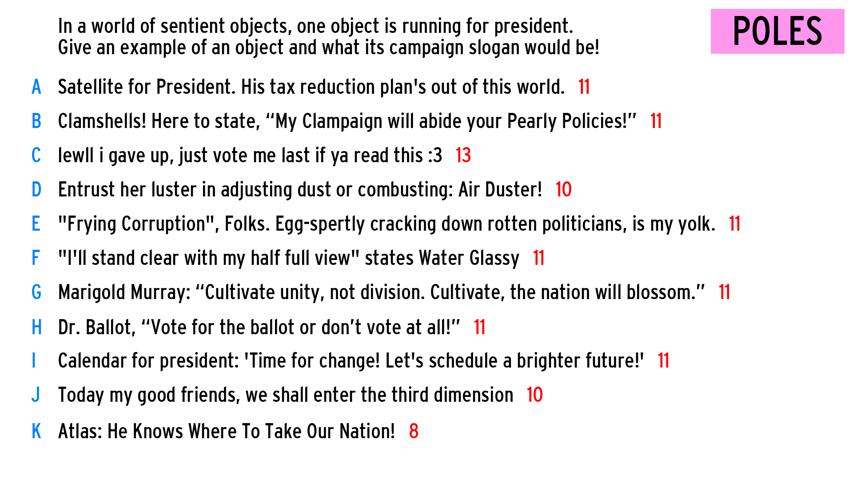 In a world of sentient objects, one object is running for president.
Give an example of an object and what its campaign slogan would be!
POLES
A Satellite for President. His tax reduction plan's out of this world. 11
B Clamshells! Here to state, “My Clampaign will abide your Pearly Policies!” 11
C lewll i gave up, just vote me last if ya read this :3 13
D Entrust her luster in adjusting dust or combusting: Air Duster! 10
E "Frying Corruption", Folks. Egg-spertly cracking down rotten politicians, is my yolk. 11
F "I'll stand clear with my half full view" states Water Glassy 11
G Marigold Murray: “Cultivate unity, not division. Cultivate, the nation will blossom.” 11
H Dr. Ballot, “Vote for the ballot or don’t vote at all!” 11
I Calendar for president: 'Time for change! Let's schedule a brighter future!' 11
J Today my good friends, we shall enter the third dimension 10
K Atlas: He Knows Where To Take Our Nation! 8